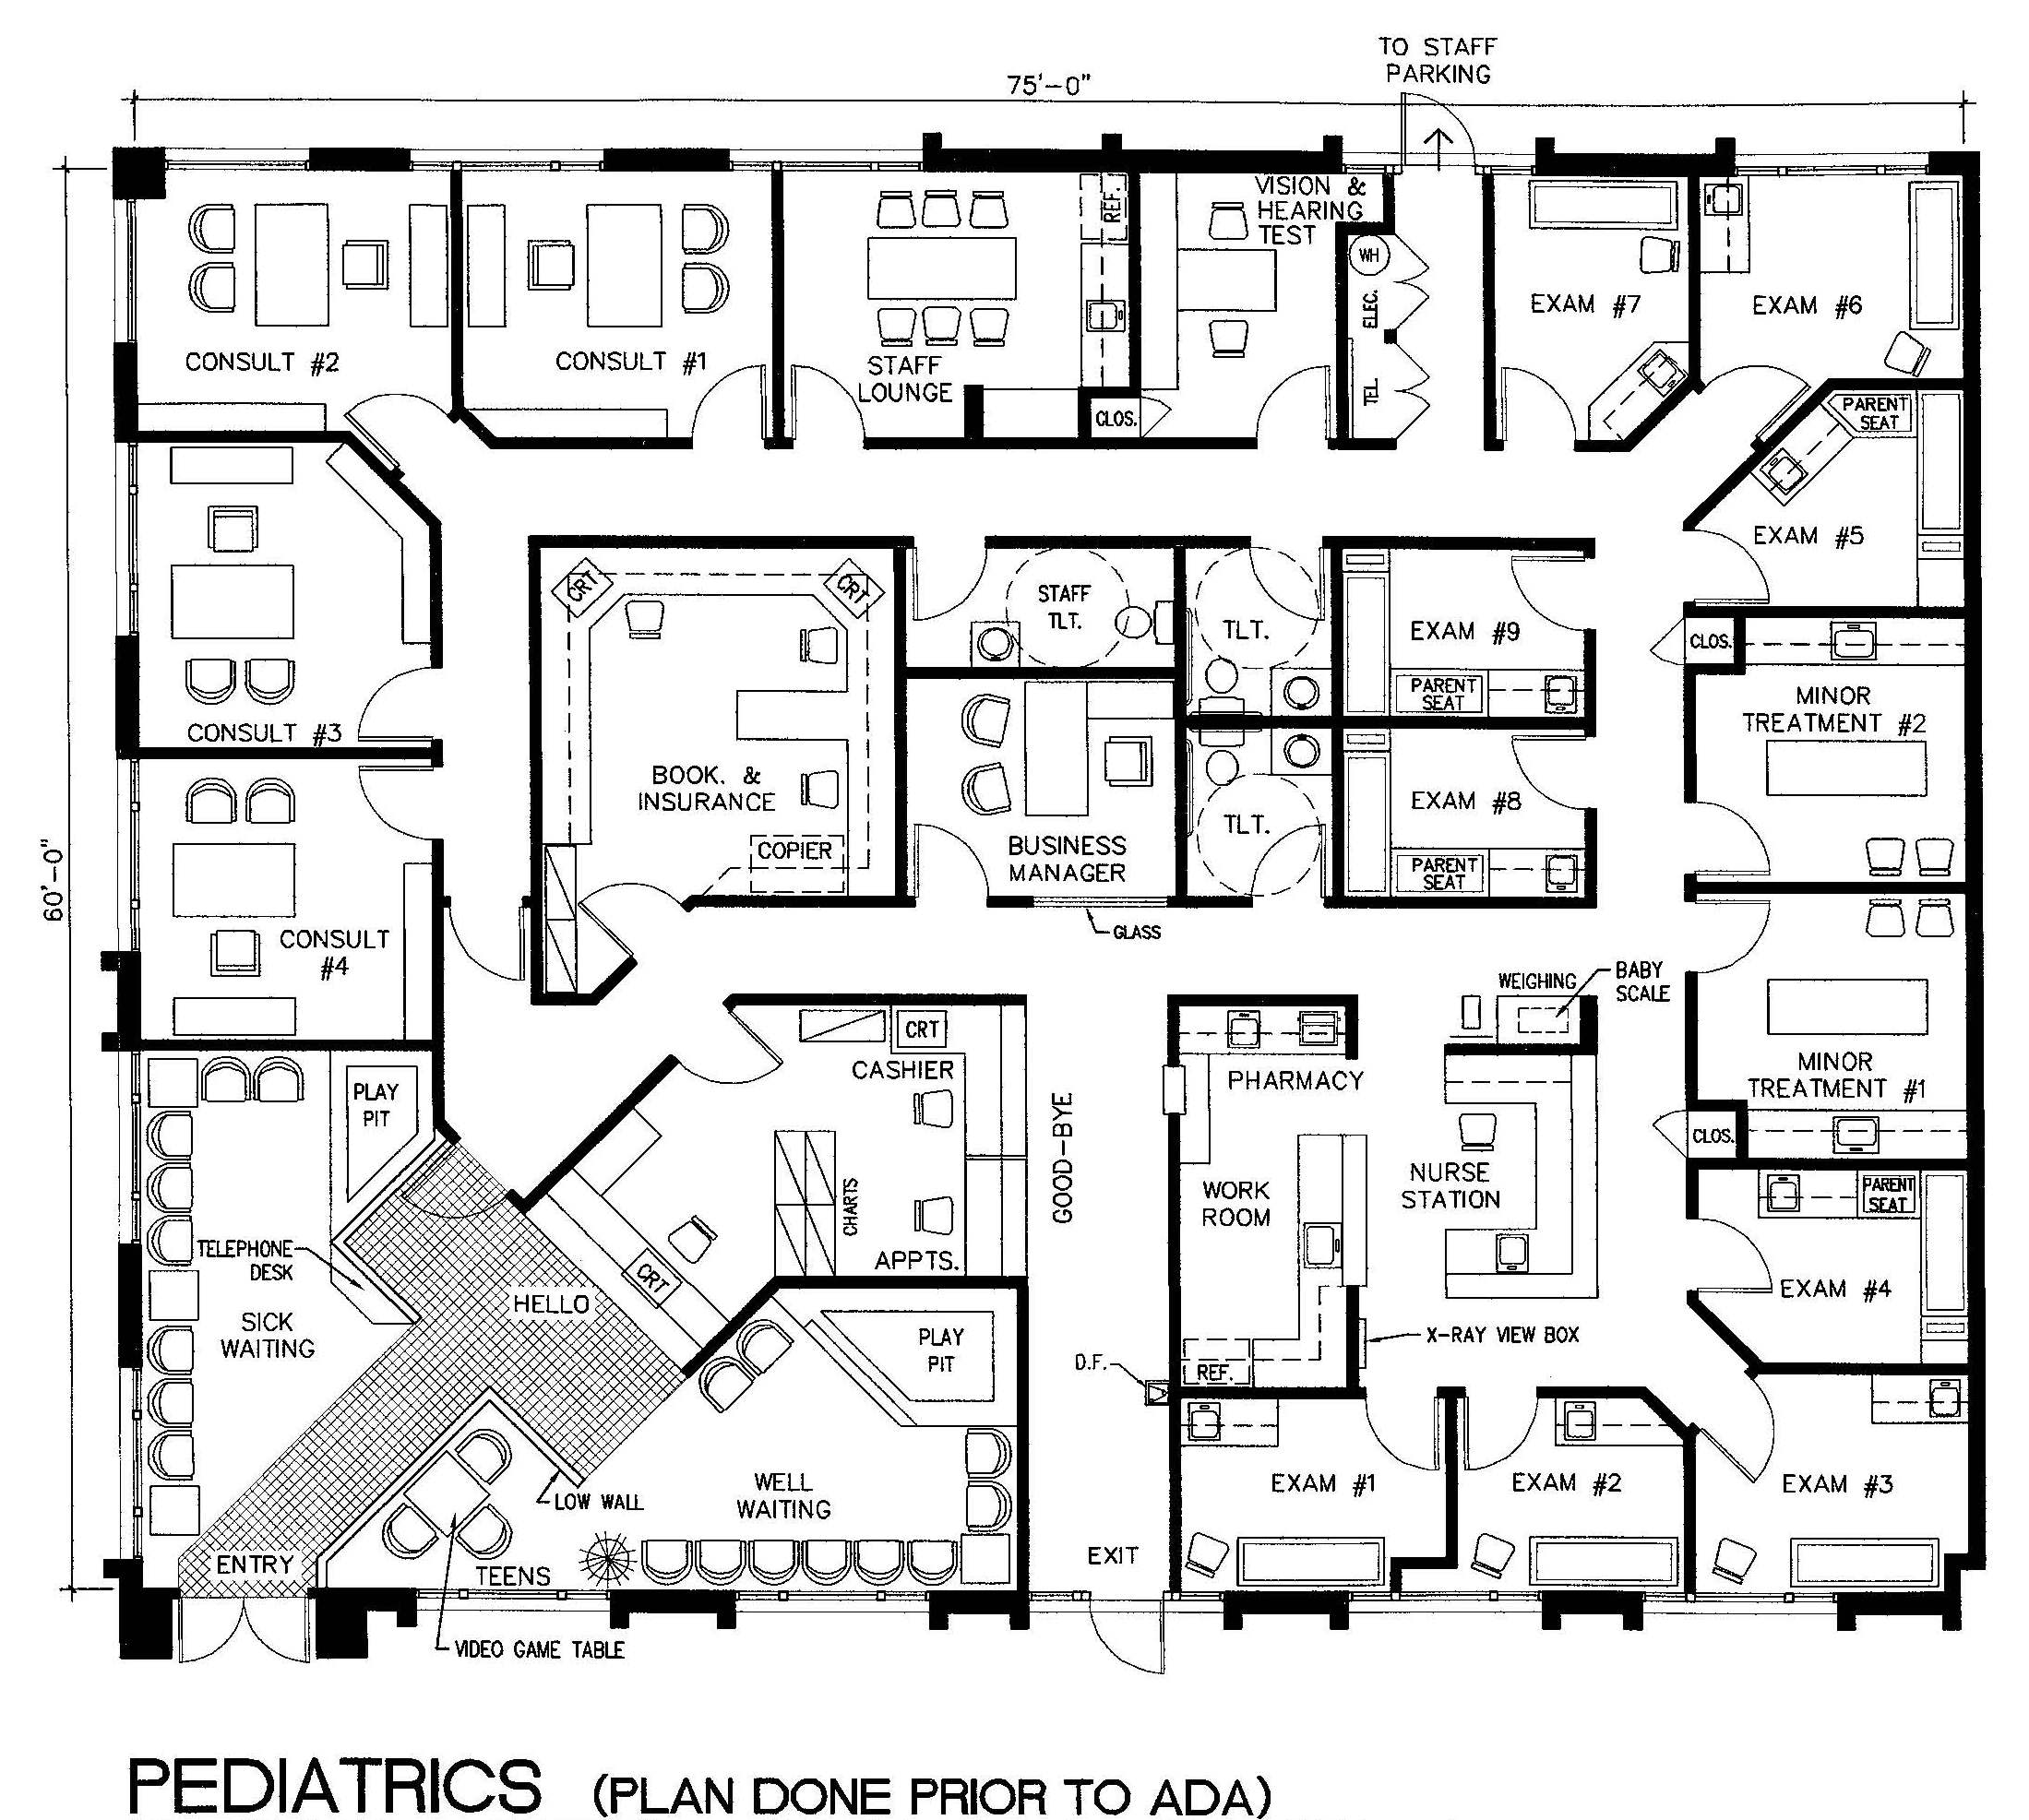 TO STAFF
PARKING
75'-0"
60'-0"
CONSULT #2
CONSULT #1
STAFF
LOUNGE
REF.
CLOS.
VISION &
HEARING
TEST
WH
ELEC.
TEL
EXAM #7
EXAM #6
PARENT
SEAT
EXAM #5
CONSULT #3
CRT
CRT
BOOK. &
INSURANCE
COPIER
STAFF
TLT.
TLT.
EXAM #9
PARENT
SEAT
CLOS.
MINOR
TREATMENT #2
BUSINESS
MANAGER
GLASS
TLT.
EXAM #8
PARENT
SEAT
CONSULT
#4
WEIGHING
BABY
SCALE
MINOR
TREATMENT #1
CLOS.
PLAY
PIT
CRT
CASHIER
CHARTS
APPTS.
CRT
GOOD-BYE
PHARMACY
WORK
ROOM
NURSE
STATION
PARENT
SEAT
EXAM #4
TELEPHONE
DESK
SICK
WAITING
HELLO
PLAY
PIT
D.F.
REF.
X-RAY VIEW BOX
LOW WALL
WELL
WAITING
EXAM #1
EXAM #2
EXAM #3
ENTRY
TEENS
EXIT
VIDEO GAME TABLE
PEDIATRICS (PLAN DONE PRIOR TO ADA)